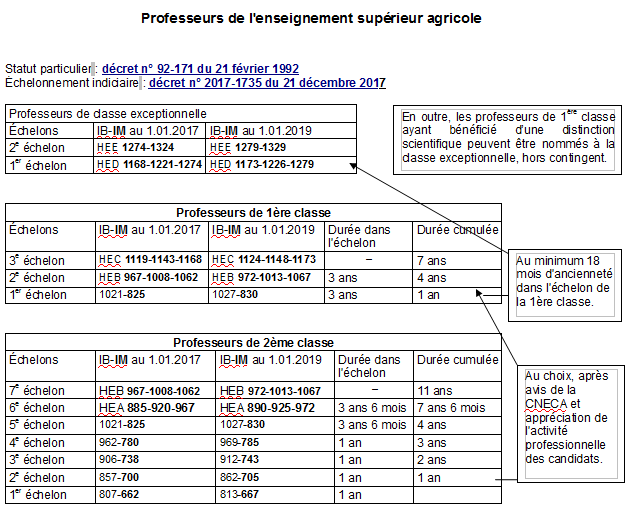 Professeurs de l'enseignement supérieur agricole
Statut particulier : décret n° 92-171 du 21 février 1992
Échelonnement indiciaire : décret n° 2017-1735 du 21 décembre 2017
Professeurs de classe exceptionnelle
Échelons IB-IM au 1.01.2017 IB-IM au 1.01.2019
2e échelon HEE 1274-1324 HEE 1279-1329
1er échelon HED 1168-1221-1274 HED 1173-1226-1279
En outre, les professeurs de 1ère classe
ayant bénéficié d'une distinction
scientifique peuvent être nommés à la
classe exceptionnelle, hors contingent.
Professeurs de 1ère classe
Échelons IB-IM au 1.01.2017 IB-IM au 1.01.2019 Durée dans l'échelon Durée cumulée
3e échelon HEC 1119-1143-1168 HEC 1124-1148-1173 – 7 ans
2e échelon HEB 967-1008-1062 HEB 972-1013-1067 3 ans 4 ans
1er échelon 1021-825 1027-830 3 ans 1 an
Au minimum 18
mois d'ancienneté
dans l'échelon de
la 1ère classe.
Professeurs de 2ème classe
Échelons IB-IM au 1.01.2017 IB-IM au 1.01.2019 Durée dans l'échelon Durée cumulée
7e échelon HEB 967-1008-1062 HEB 972-1013-1067 – 11 ans
6e échelon HEA 885-920-967 HEA 890-925-972 3 ans 6 mois 7 ans 6 mois
5e échelon 1021-825 1027-830 3 ans 6 mois 4 ans
4e échelon 962-780 969-785 1 an 3 ans
3e échelon 906-738 912-743 1 an 2 ans
2e échelon 857-700 862-705 1 an 1 an
1er échelon 807-662 813-667 1 an
Au choix, après
avis de la
CNECA et
appréciation de
l'activité
professionnelle
des candidats.